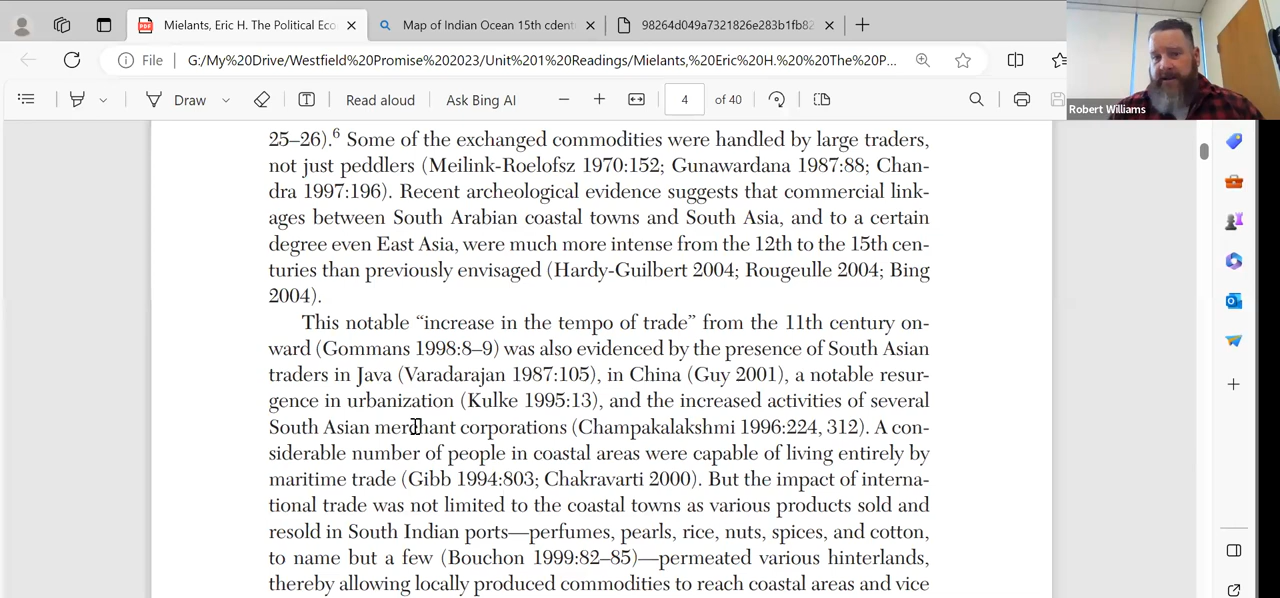 Mielants, Eric H. The Political Eco
Map of Indian Ocean 15th cdent
98264d049a7321826e283b1fb82
File
G:/My%20Drive/Westfield%20Promise%202023/Unit%201%20Readings/Mielants,%20Eric%20H.%20%20The%20P...
Draw
Read aloud
Ask Bing AI
4
of 40
Robert Williams
25–26).⁶ Some of the exchanged commodities were handled by large traders,
not just peddlers (Meilink-Roelofsz 1970:152; Gunawardana 1987:88; Chan-
dra 1997:196). Recent archeological evidence suggests that commercial link-
ages between South Arabian coastal towns and South Asia, and to a certain
degree even East Asia, were much more intense from the 12th to the 15th cen-
turies than previously envisaged (Hardy-Guilbert 2004; Rougeulle 2004; Bing
2004).
This notable “increase in the tempo of trade” from the 11th century on-
ward (Gommans 1998:8–9) was also evidenced by the presence of South Asian
traders in Java (Varadarajan 1987:105), in China (Guy 2001), a notable resur-
gence in urbanization (Kulke 1995:13), and the increased activities of several
South Asian merchant corporations (Champakalakshmi 1996:224, 312). A con-
siderable number of people in coastal areas were capable of living entirely by
maritime trade (Gibb 1994:803; Chakravarti 2000). But the impact of interna-
tional trade was not limited to the coastal towns as various products sold and
resold in South Indian ports—perfumes, pearls, rice, nuts, spices, and cotton,
to name but a few (Bouchon 1999:82–85)—permeated various hinterlands,
thereby allowing locally produced commodities to reach coastal areas and vice